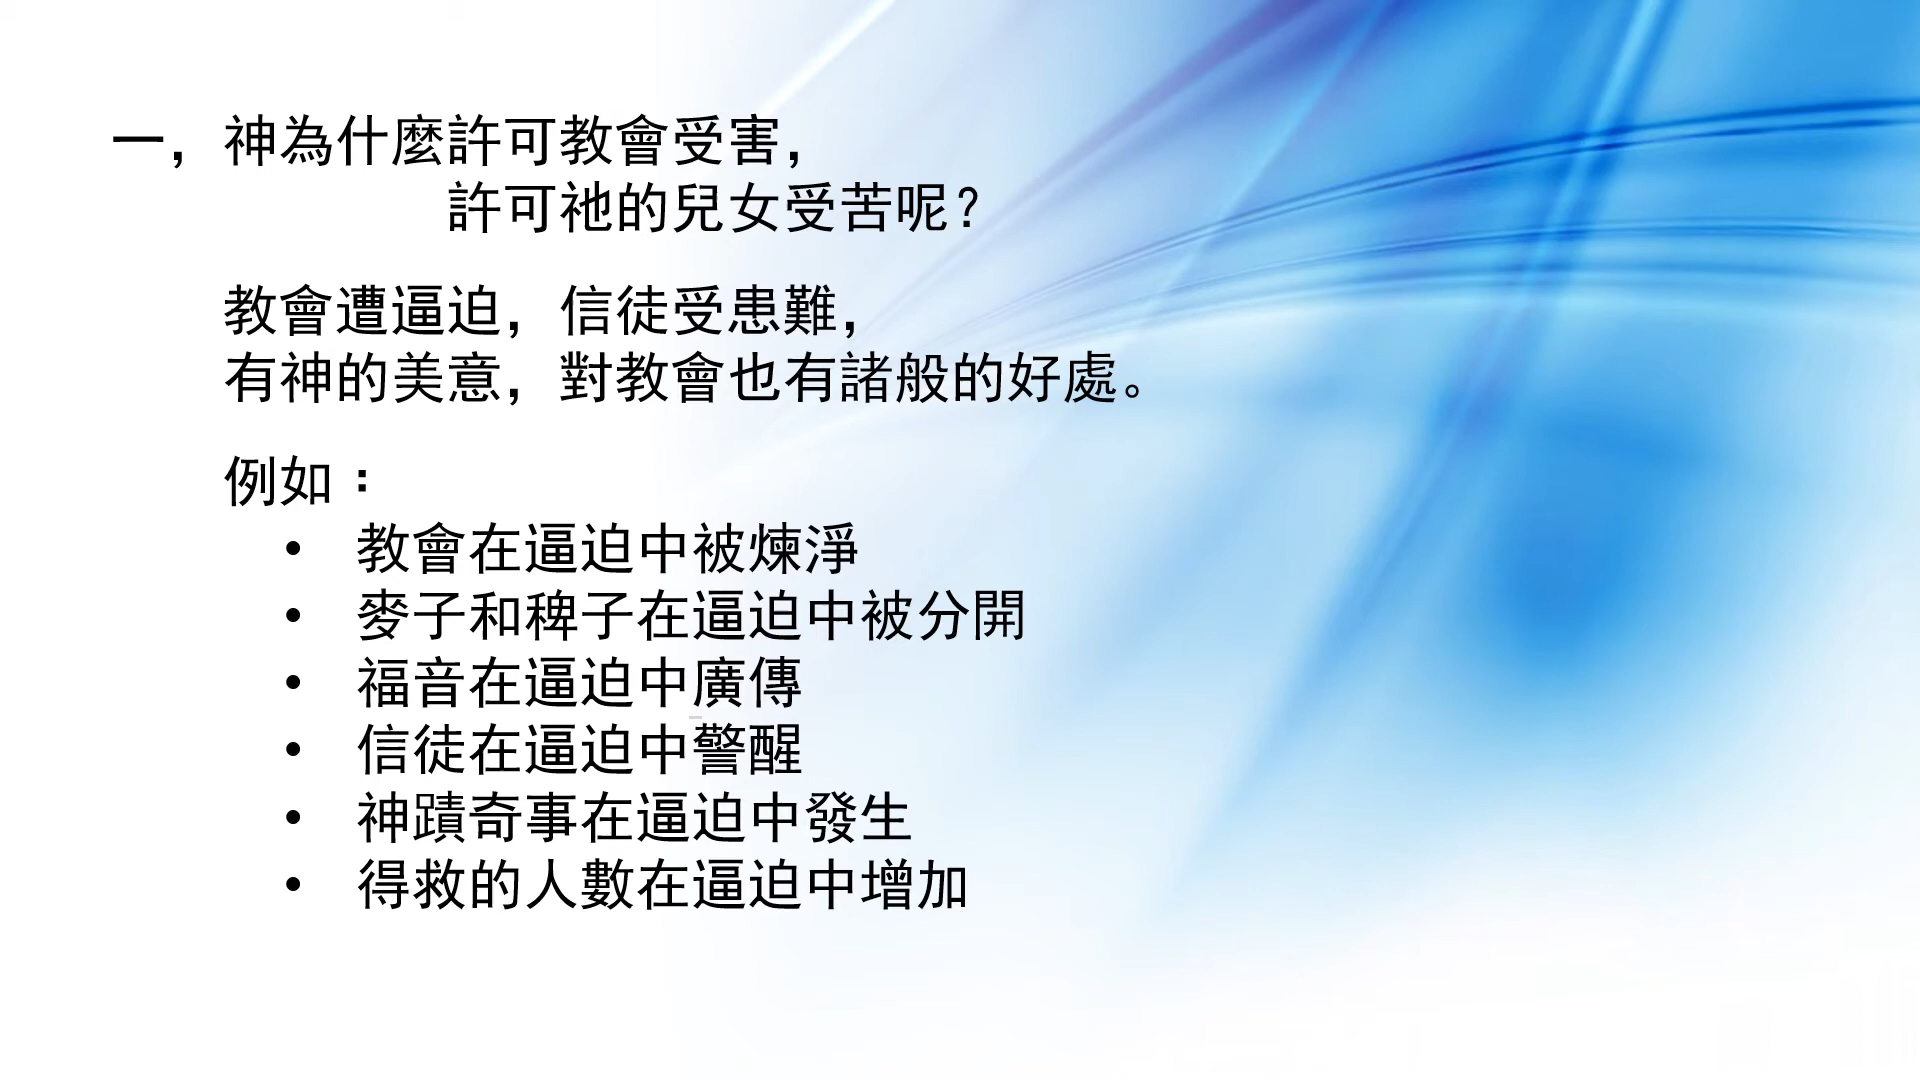 一，神為什麼許可教會受害，
許可祂的兒女受苦呢？
教會遭逼迫，信徒受患難，
有神的美意，對教會也有諸般的好處。
例如：
• 教會在逼迫中被煉淨
• 麥子和稗子在逼迫中被分開
• 福音在逼迫中廣傳
• 信徒在逼迫中警醒
• 神蹟奇事在逼迫中發生
• 得救的人數在逼迫中增加